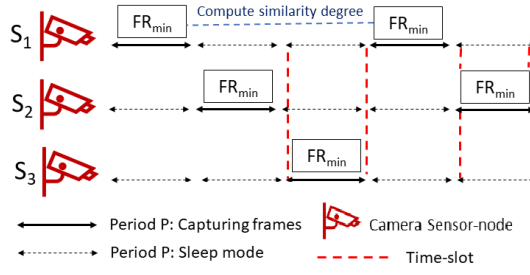 Compute similarity degree
S1 FRmin FRmin
S2 FRmin FRmin
S3 FRmin
Period P: Capturing frames Camera Sensor-node
Period P: Sleep mode Time-slot